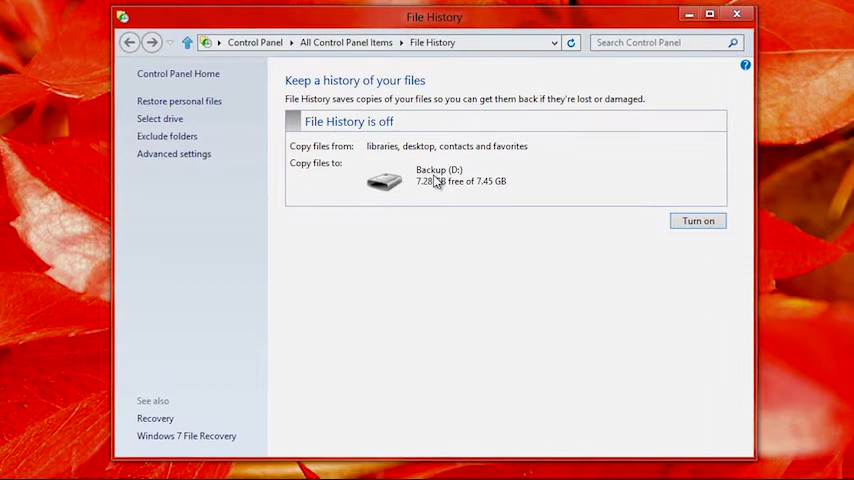 File History
Control Panel
All Control Panel Items
File History
Search Control Panel
Control Panel Home
Restore personal files
Select drive
Exclude folders
Advanced settings
See also
Recovery
Windows 7 File Recovery
Keep a history of your files
File History saves copies of your files so you can get them back if they're lost or damaged.
File History is off
Copy files from: libraries, desktop, contacts and favorites
Copy files to:
Backup (D:)
7.28 GB free of 7.45 GB
Turn on